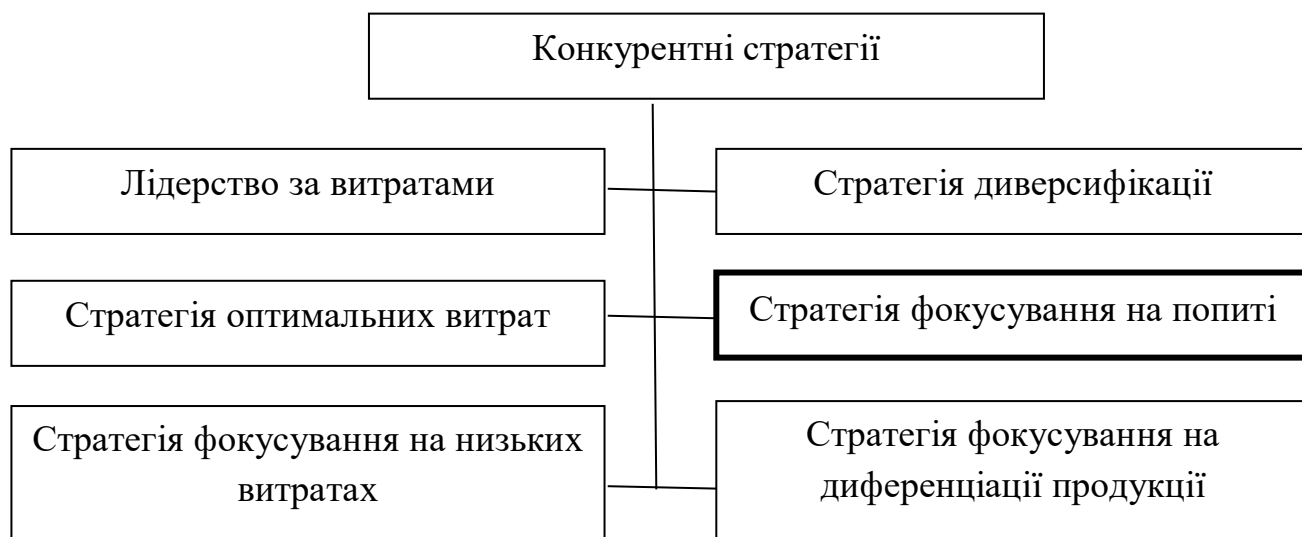 Конкурентні стратегії
Лідерство за витратами
Стратегія диверсифікації
Стратегія оптимальних витрат
Стратегія фокусування на попиті
Стратегія фокусування на низьких
витратах
Стратегія фокусування на
диференціації продукції